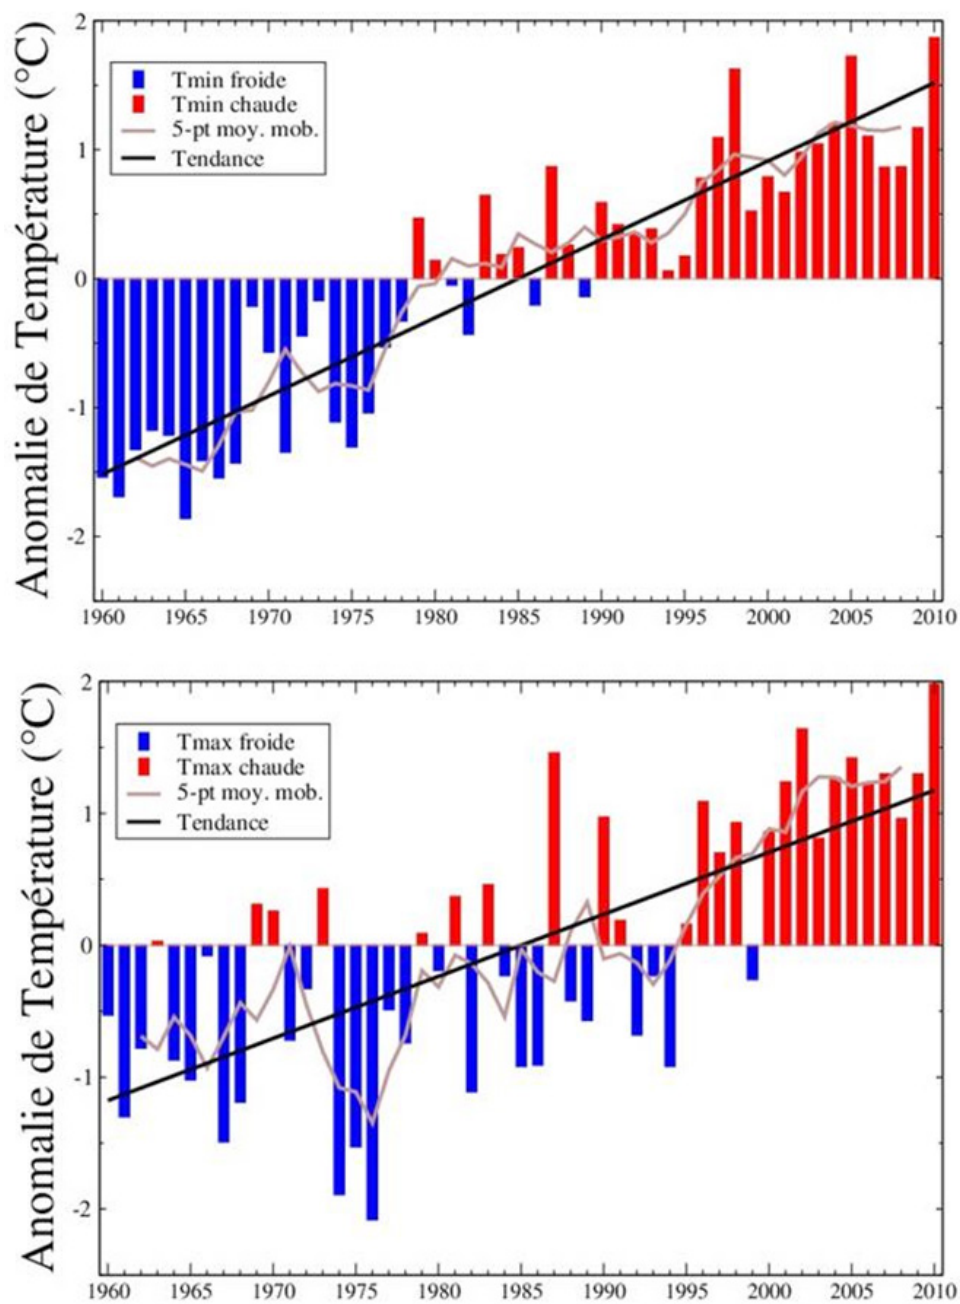 Anomalie de Température (°C)
2
1
0
-1
-2
Tmin froide
Tmin chaude
5-pt moy. mob.
Tendance
1960 1965 1970 1975 1980 1985 1990 1995 2000 2005 2010
Anomalie de Température (°C)
2
1
0
-1
-2
Tmax froide
Tmax chaude
5-pt moy. mob.
Tendance
1960 1965 1970 1975 1980 1985 1990 1995 2000 2005 2010